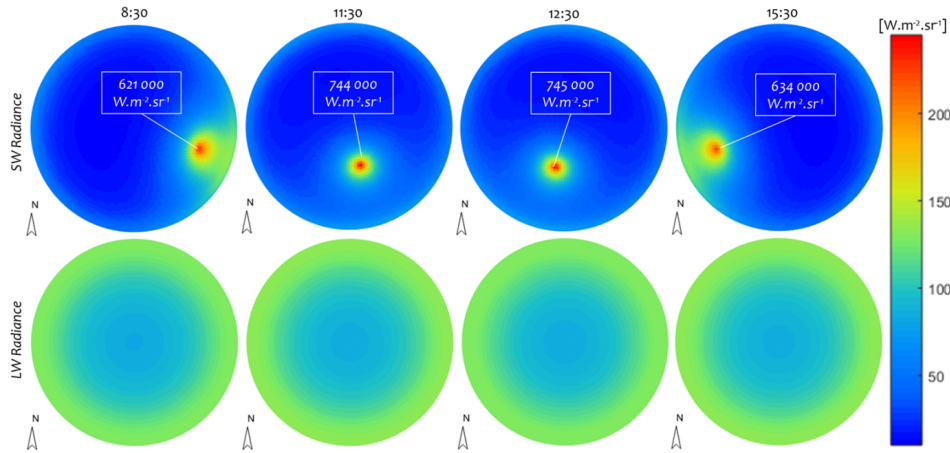 8:30
11:30
12:30
15:30
[W.m⁻².sr⁻¹]
SW Radiance
621 000
W.m⁻².sr⁻¹
744 000
W.m⁻².sr⁻¹
745 000
W.m⁻².sr⁻¹
634 000
W.m⁻².sr⁻¹
200
150
100
50
N
N
N
N
LW Radiance
N
N
N
N